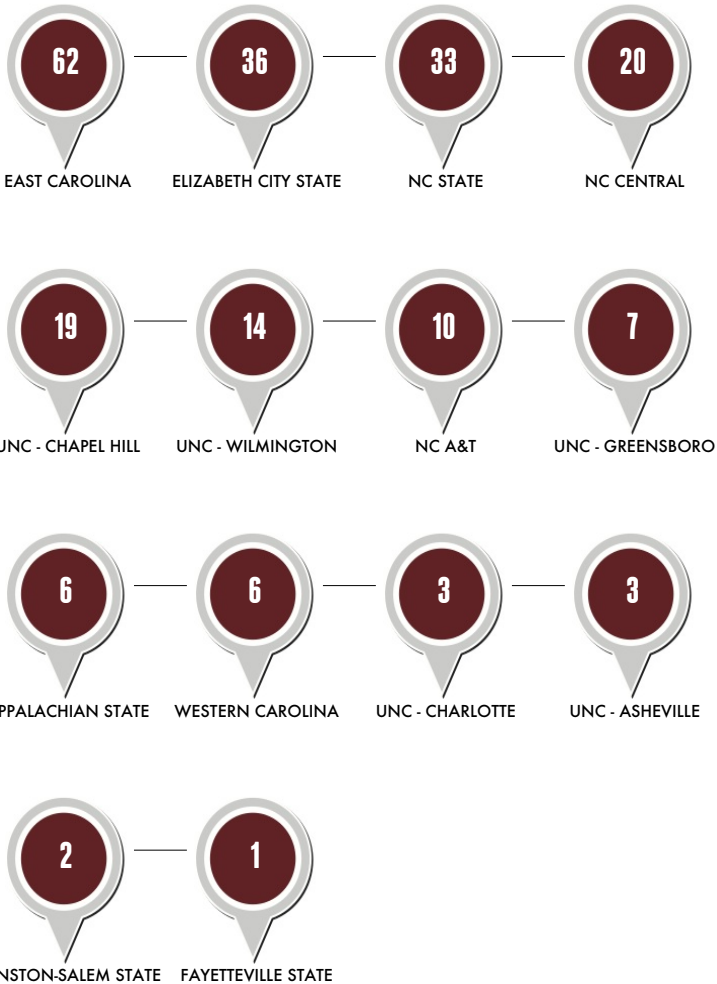 62 36 33 20
EAST CAROLINA ELIZABETH CITY STATE NC STATE NC CENTRAL
19 14 10 7
UNC - CHAPEL HILL UNC - WILMINGTON NC A&T UNC - GREENSBORO
6 6 3 3
PPALACHIAN STATE WESTERN CAROLINA UNC - CHARLOTTE UNC - ASHEVILLE
2 1
NSTON-SALEM STATE FAYETTEVILLE STATE